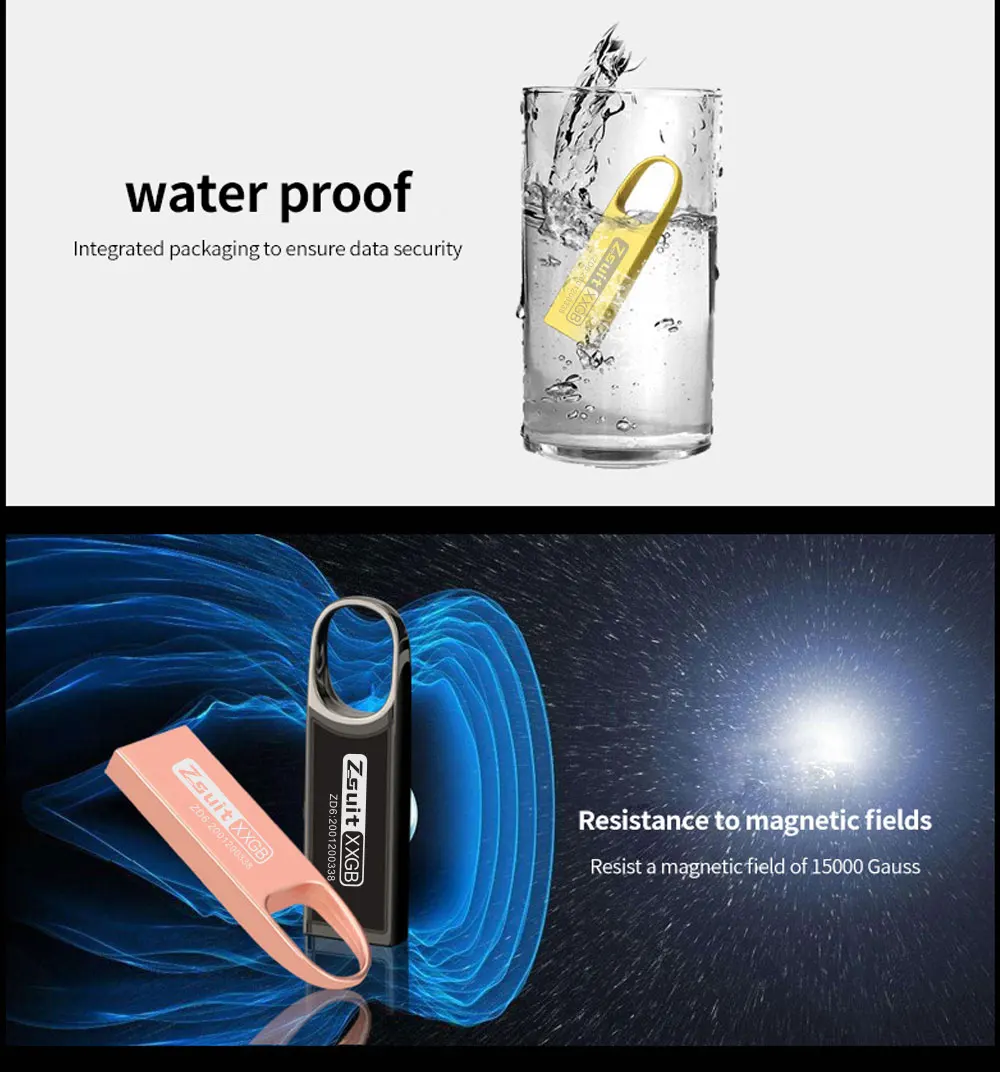 water proof
Integrated packaging to ensure data security
Zsuit XXGB
Zsuit XXGB
ZD6:2001200338
Zsuit XXGB
ZD6:2001200338
Resistance to magnetic fields
Resist a magnetic field of 15000 Gauss